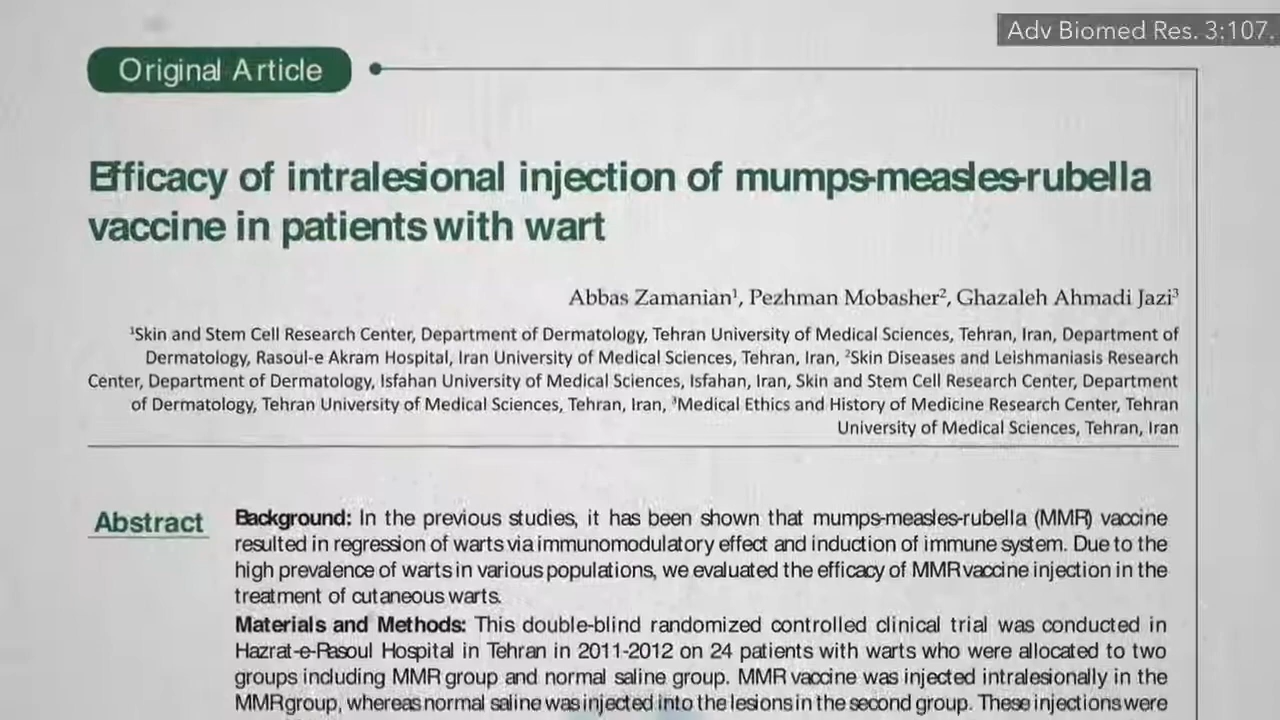 Adv Biomed Res. 3:107.
Original Article
Efficacy of intralesional injection of mumps-measles-rubella
vaccine in patients with wart
Abbas Zamanian¹, Pezhman Mobasher², Ghazaleh Ahmadi Jazi³
¹Skin and Stem Cell Research Center, Department of Dermatology, Tehran University of Medical Sciences, Tehran, Iran, Department of
Dermatology, Rasoul-e Akram Hospital, Iran University of Medical Sciences, Tehran, Iran, ²Skin Diseases and Leishmaniasis Research
Center, Department of Dermatology, Isfahan University of Medical Sciences, Isfahan, Iran, Skin and Stem Cell Research Center, Department
of Dermatology, Tehran University of Medical Sciences, Tehran, Iran, ³Medical Ethics and History of Medicine Research Center, Tehran
University of Medical Sciences, Tehran, Iran
Abstract
Background: In the previous studies, it has been shown that mumps-measles-rubella (MMR) vaccine
resulted in regression of warts via immunomodulatory effect and induction of immune system. Due to the
high prevalence of warts in various populations, we evaluated the efficacy of MMR vaccine injection in the
treatment of cutaneous warts.
Materials and Methods: This double-blind randomized controlled clinical trial was conducted in
Hazrat-e-Rasoul Hospital in Tehran in 2011-2012 on 24 patients with warts who were allocated to two
groups including MMR group and normal saline group. MMR vaccine was injected intralesionally in the
MMR group, whereas normal saline was injected into the lesions in the second group. These injections were